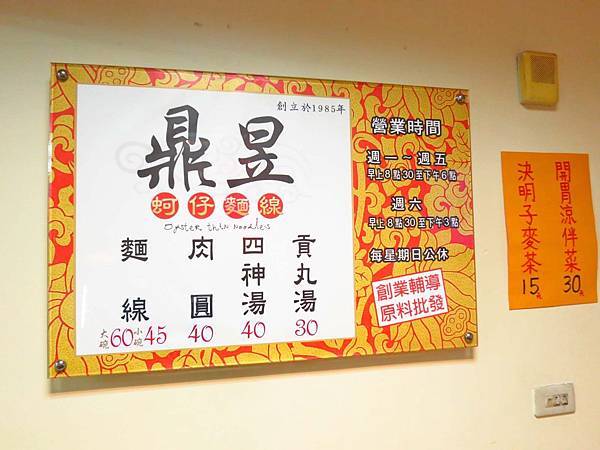 創立於1985年
鼎昱
蚵仔麵線
Oyster thin noodles
麵線
大碗60 小碗45
肉圓
40
四神湯
40
貢丸湯
30
營業時間
週一~週五
早上8點30至下午6點
週六
早上8點30至下午3點
每星期日公休
創業輔導
原料批發
開胃涼伴菜30元
決明子麥茶15元